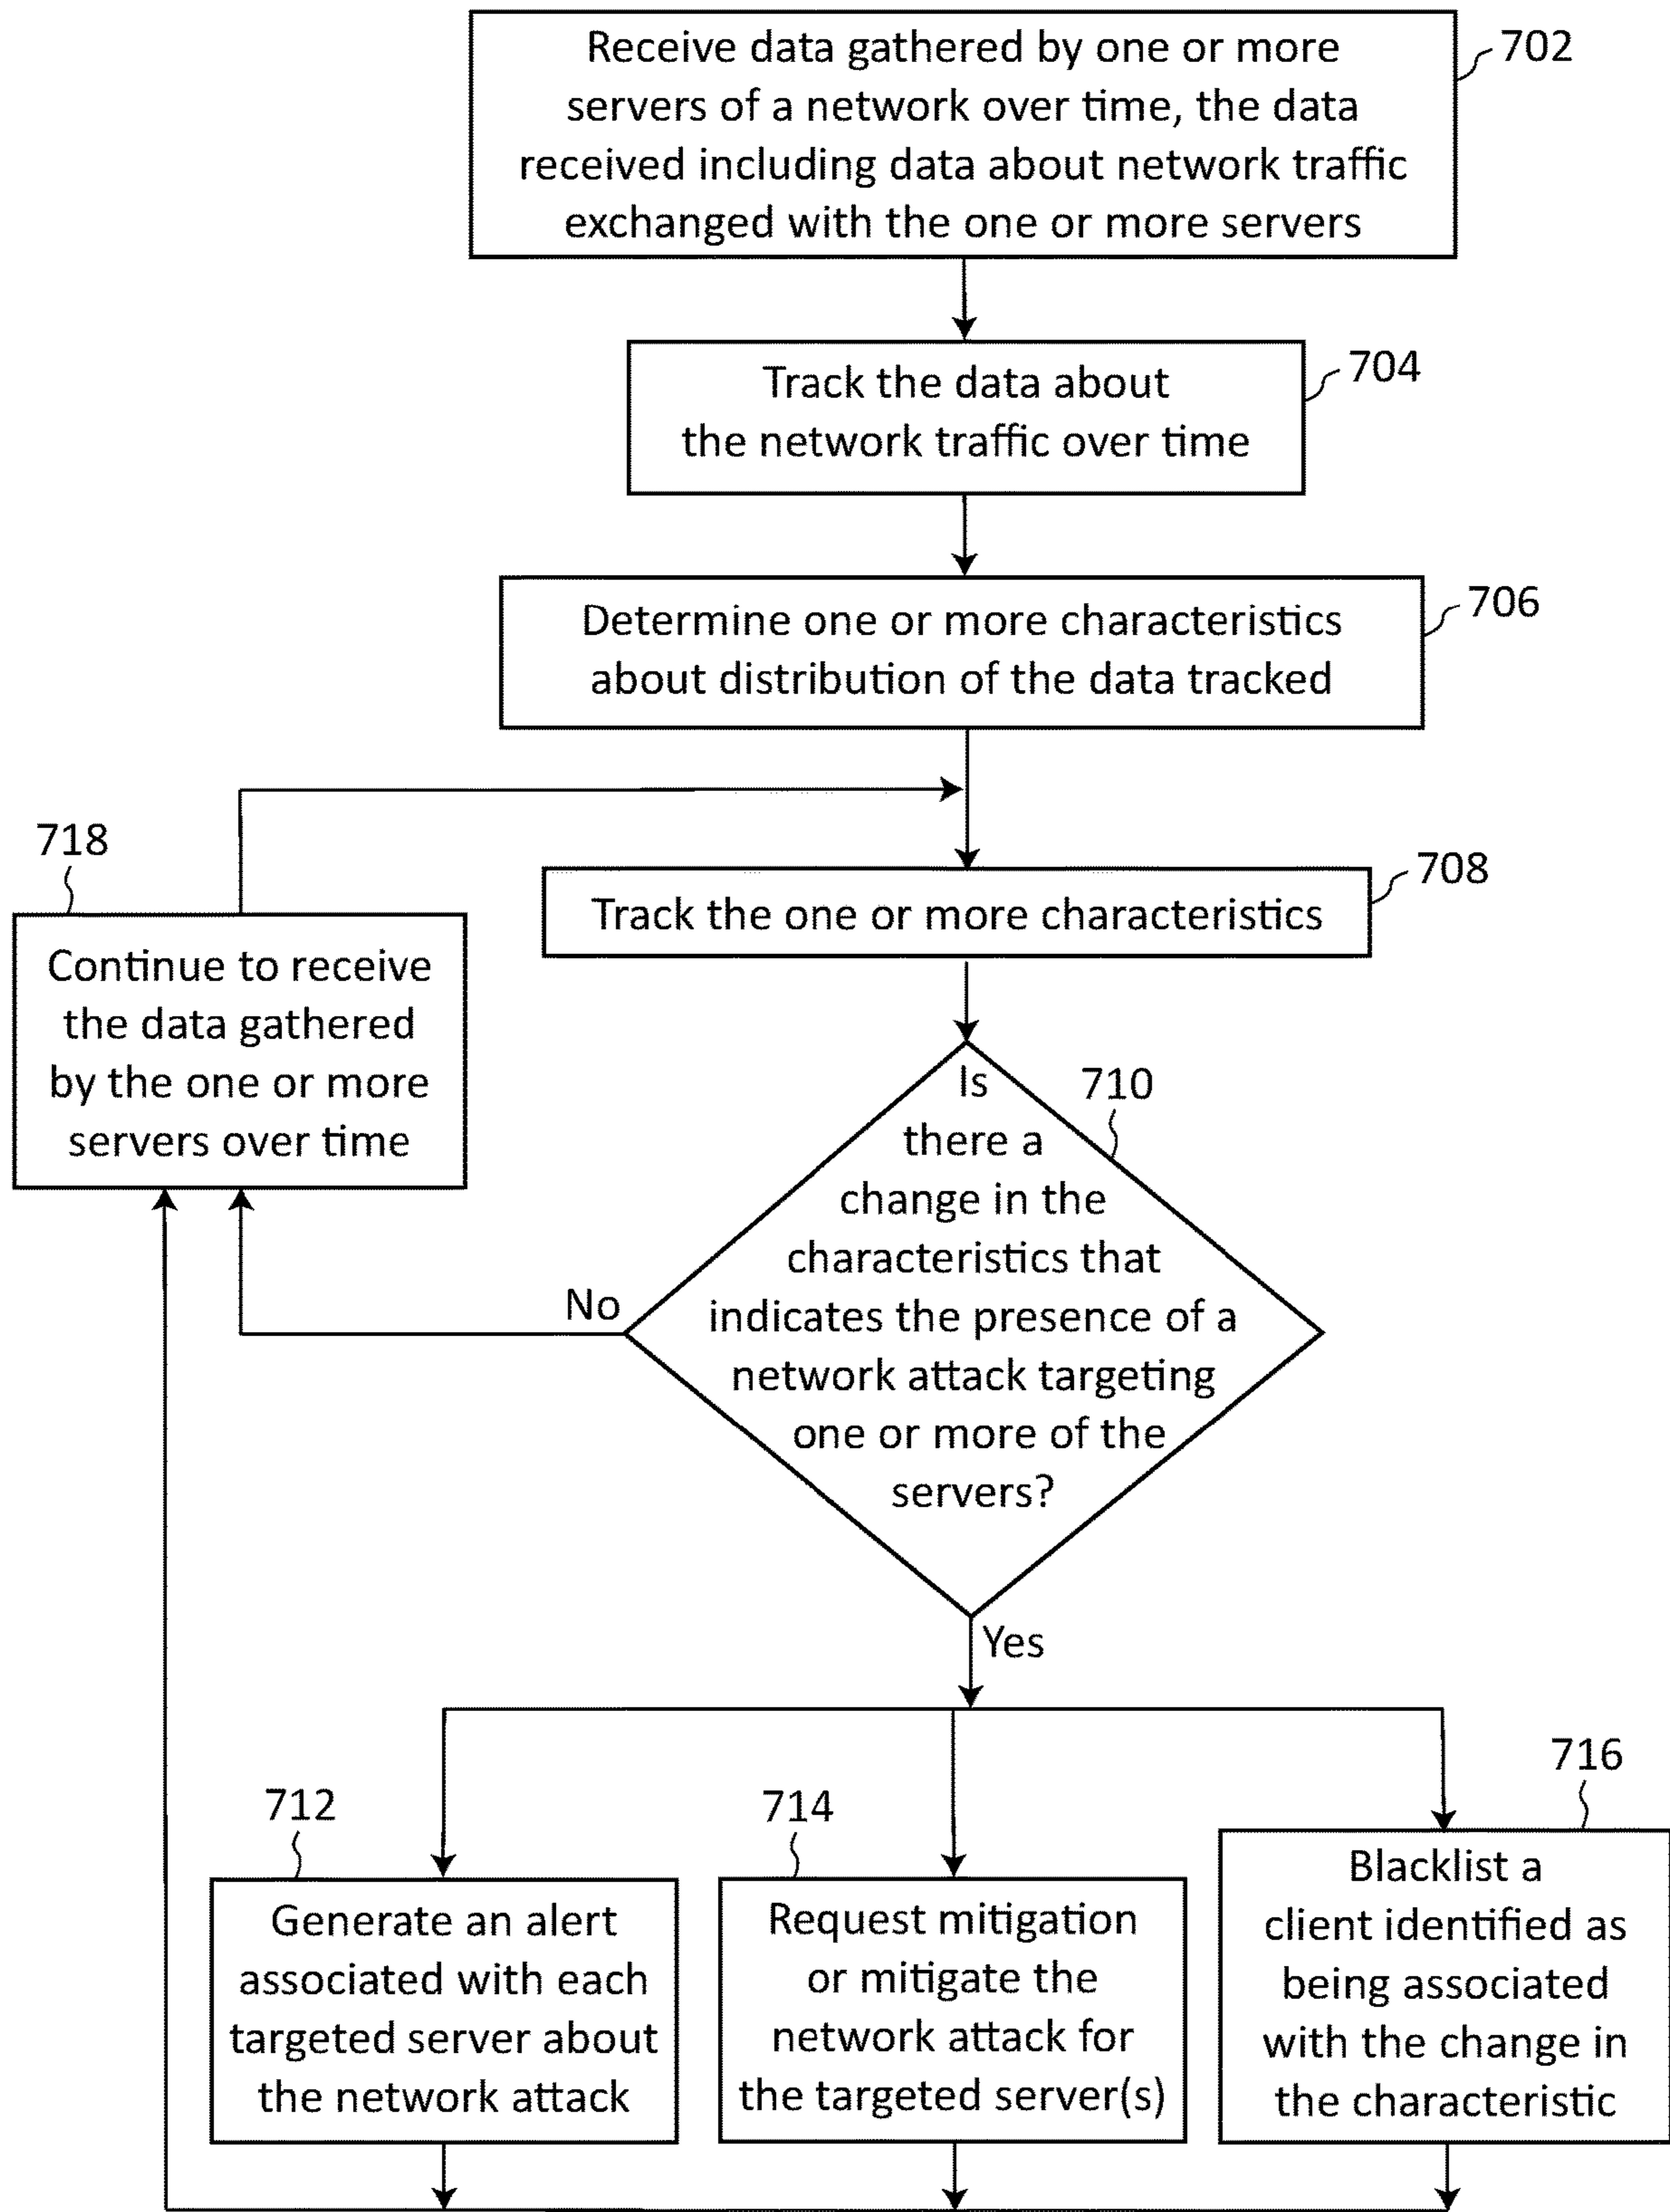 Receive data gathered by one or more
servers of a network over time, the data
received including data about network traffic
exchanged with the one or more servers
702
Track the data about
the network traffic over time
704
Determine one or more characteristics
about distribution of the data tracked
706
718
Continue to receive
the data gathered
by the one or more
servers over time
Track the one or more characteristics
708
Is
there a
change in the
characteristics that
indicates the presence of a
network attack targeting
one or more of the
servers?
710
No
Yes
712
Generate an alert
associated with each
targeted server about
the network attack
714
Request mitigation
or mitigate the
network attack for
the targeted server(s)
716
Blacklist a
client identified as
being associated
with the change in
the characteristic